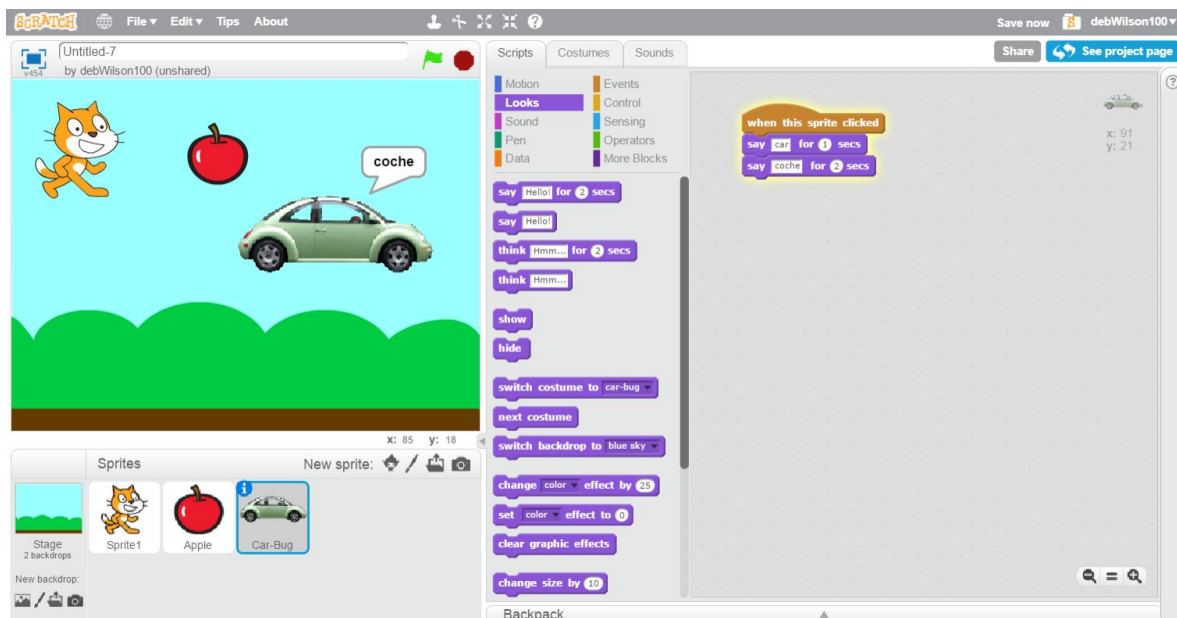 SCRATCH File▼ Edit▼ Tips About Save now S debWilson100▼
Untitled-7
by debWilson100 (unshared)
v454
coche
x: 85 y: 18
Sprites New sprite:
Stage
2 backdrops
Sprite1
Apple
Car-Bug
New backdrop:
Scripts Costumes Sounds
Share See project page
Motion Events
Looks Control
Sound Sensing
Pen Operators
Data More Blocks
say Hello! for 2 secs
say Hello!
think Hmm... for 2 secs
think Hmm...
show
hide
switch costume to car-bug
next costume
switch backdrop to blue sky
change color effect by 25
set color effect to 0
clear graphic effects
change size by 10
when this sprite clicked
say car for 1 secs
say coche for 2 secs
x: 91
y: 21
Backpack